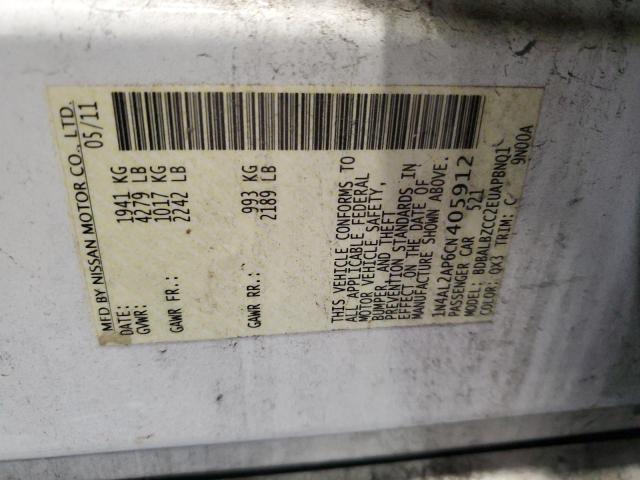 MFD BY NISSAN MOTOR CO., LTD.
DATE: 05/11
GVWR: 1941 KG
4279 LB
GAWR FR.: 1017 KG
2242 LB
GAWR RR.: 993 KG
2189 LB
THIS VEHICLE CONFORMS TO
ALL APPLICABLE FEDERAL
MOTOR VEHICLE SAFETY,
BUMPER, AND THEFT
PREVENTION STANDARDS IN
EFFECT ON THE DATE OF
MANUFACTURE SHOWN ABOVE.
1N4AL2AP6CN405912
PASSENGER CAR 521
MODEL: BDBALBZCC2EUAPBNQ1
COLOR: QX3 TRIM: C 9N00A